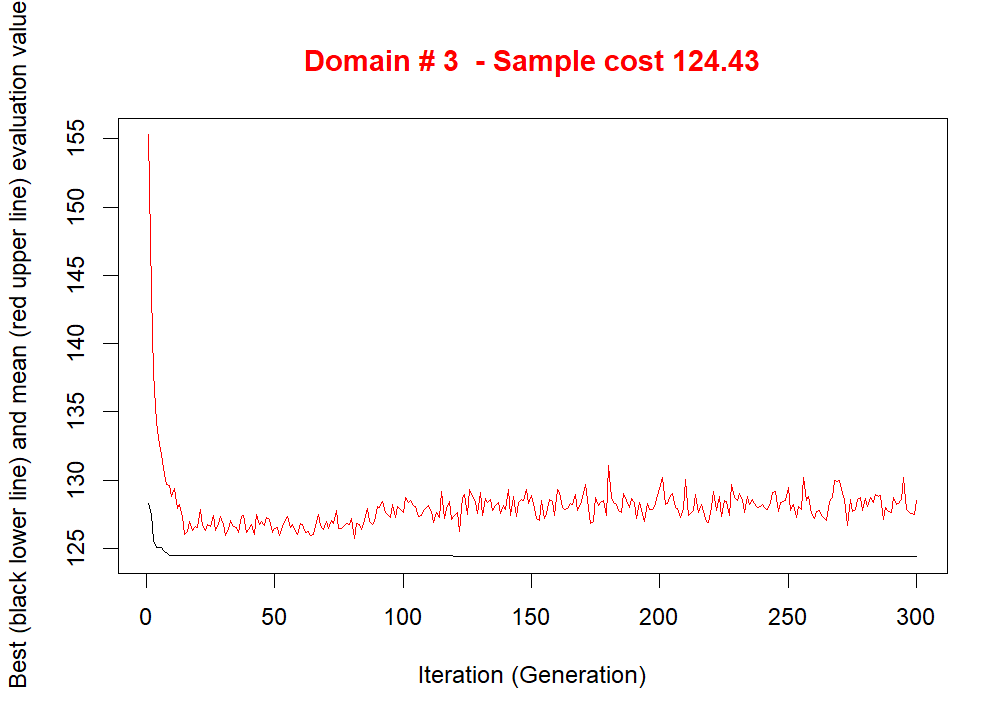 Domain # 3  - Sample cost 124.43
Best (black lower line) and mean (red upper line) evaluation value
155
150
145
140
135
130
125
0 50 100 150 200 250 300
Iteration (Generation)